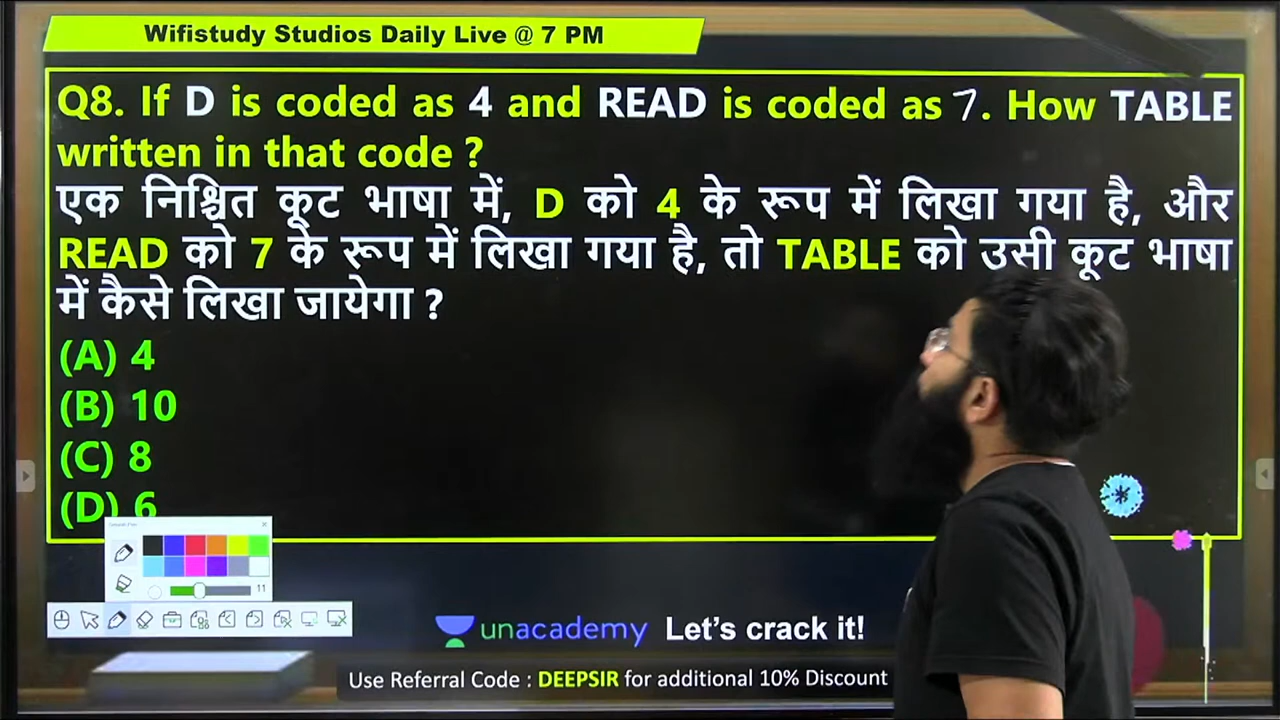 Wifistudy Studios Daily Live @ 7 PM
Q8. If D is coded as 4 and READ is coded as 7. How TABLE
written in that code ?
एक निश्चित कूट भाषा में, D को 4 के रूप में लिखा गया है, और
READ को 7 के रूप में लिखा गया है, तो TABLE को उसी कूट भाषा
में कैसे लिखा जायेगा ?
(A) 4
(B) 10
(C) 8
(D) 6
11
unacademy Let's crack it!
Use Referral Code : DEEPSIR for additional 10% Discount